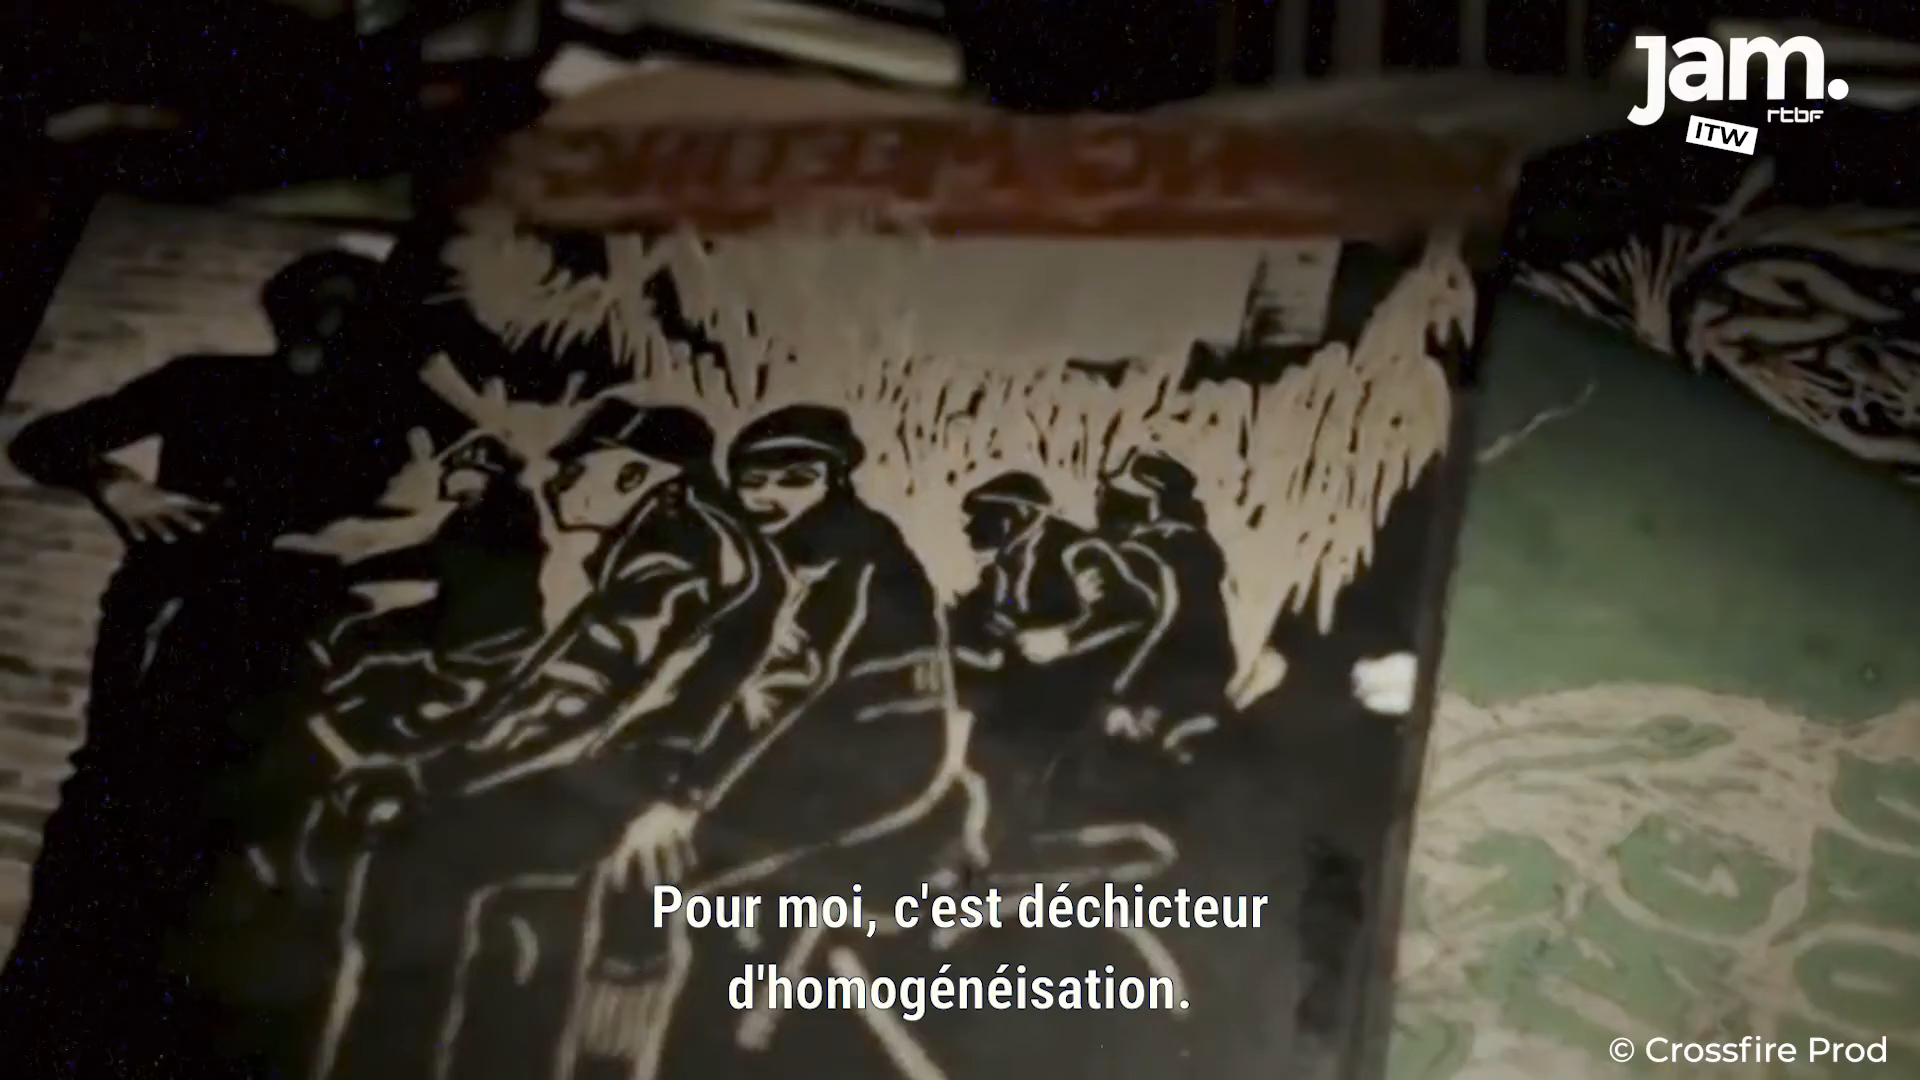 jam.
rtbf
ITW
Pour moi, c'est déchicteur
d'homogénéisation.
© Crossfire Prod